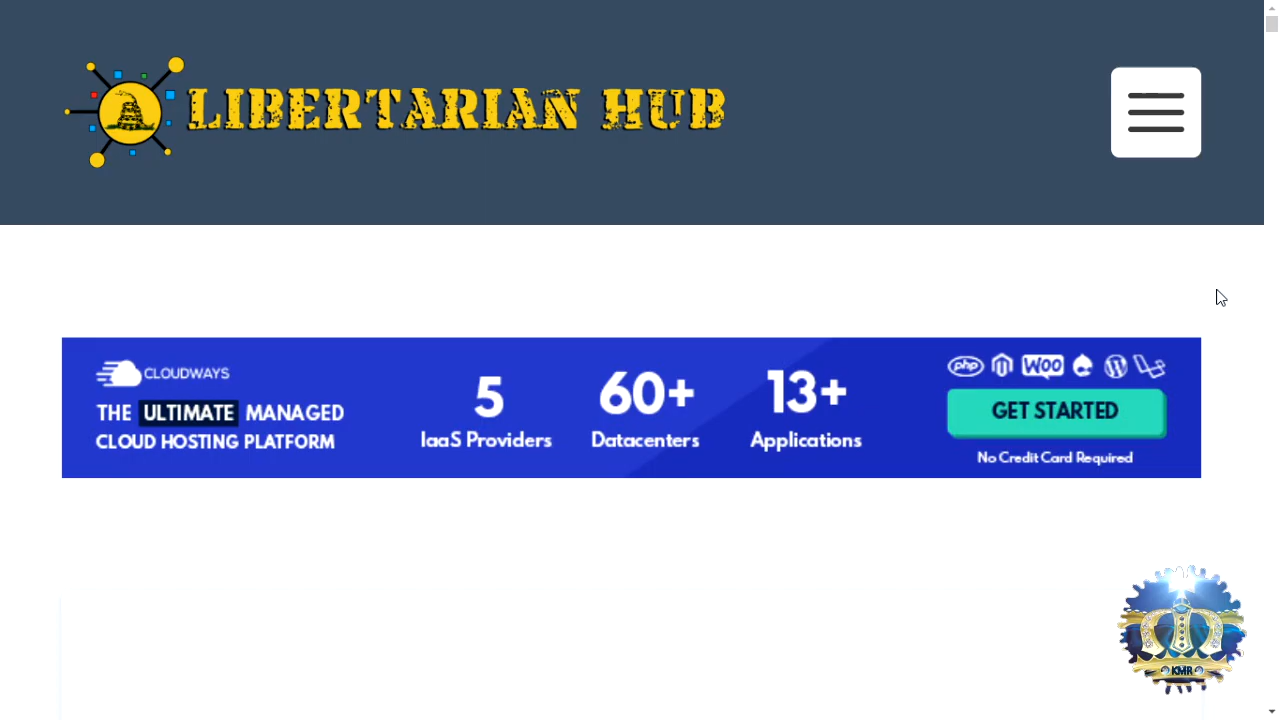 LIBERTARIAN HUB
CLOUDWAYS
THE ULTIMATE MANAGED
CLOUD HOSTING PLATFORM
5
IaaS Providers
60+
Datacenters
13+
Applications
php
WOO
GET STARTED
No Credit Card Required
KMR